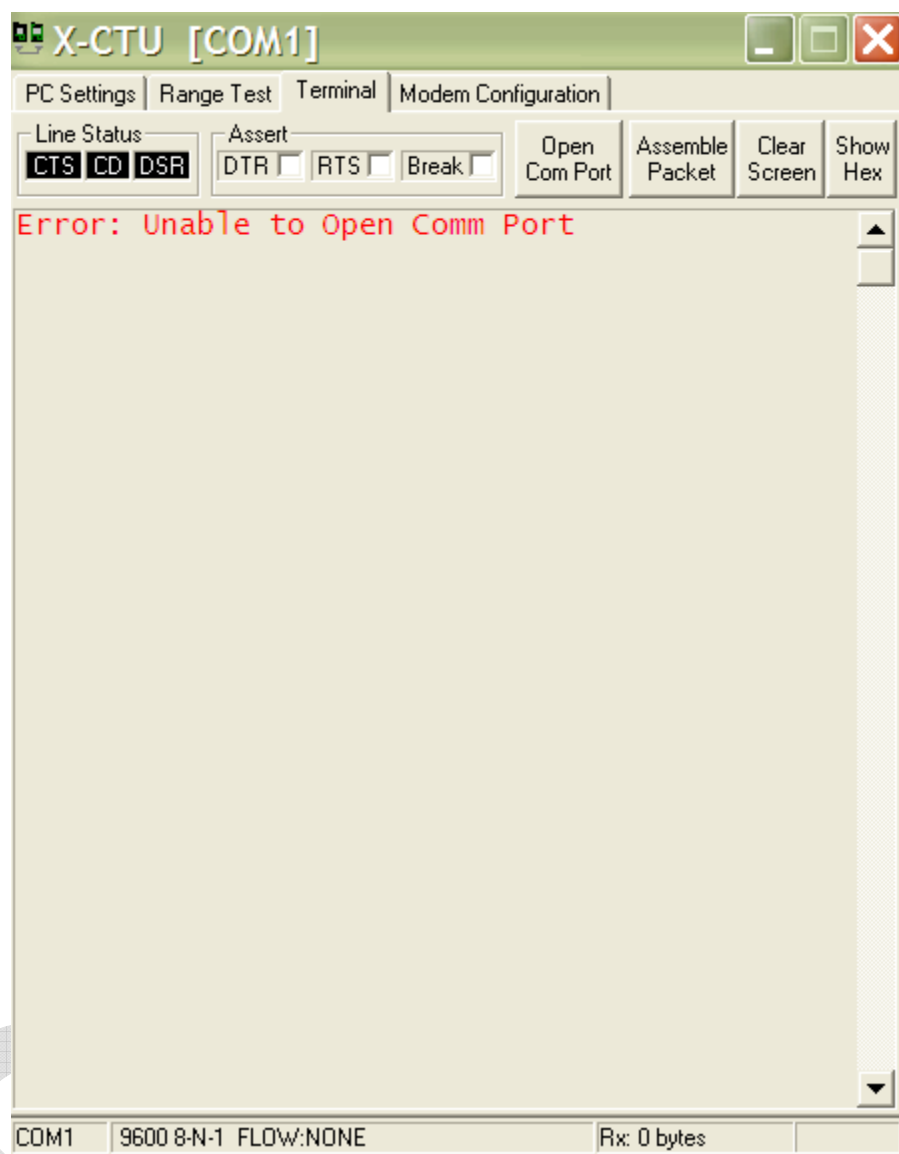 X-CTU [COM1]
PC Settings Range Test Terminal Modem Configuration
Line Status Assert
CTS CD DSR DTR RTS Break
Open
Com Port
Assemble
Packet
Clear
Screen
Show
Hex
Error: Unable to Open Comm Port
COM1 9600 8-N-1 FLOW:NONE Rx: 0 bytes